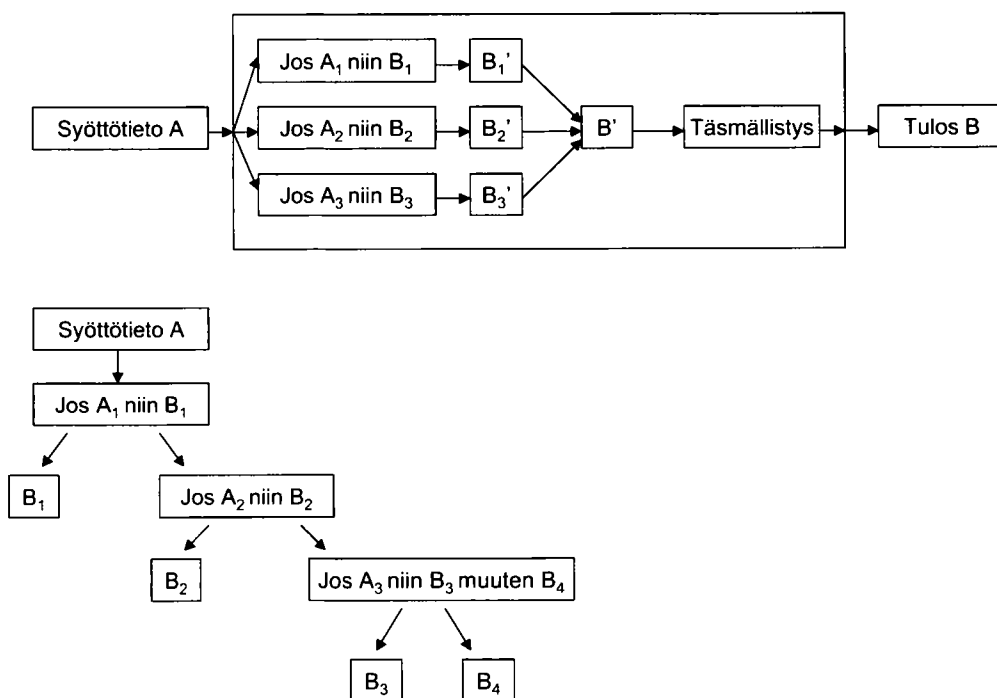 Jos A₁ niin B₁
B₁’
Syöttötieto A
Jos A₂ niin B₂
B₂’
B’
Täsmällistys
Tulos B
Jos A₃ niin B₃
B₃’
Syöttötieto A
Jos A₁ niin B₁
B₁
Jos A₂ niin B₂
B₂
Jos A₃ niin B₃ muuten B₄
B₃
B₄